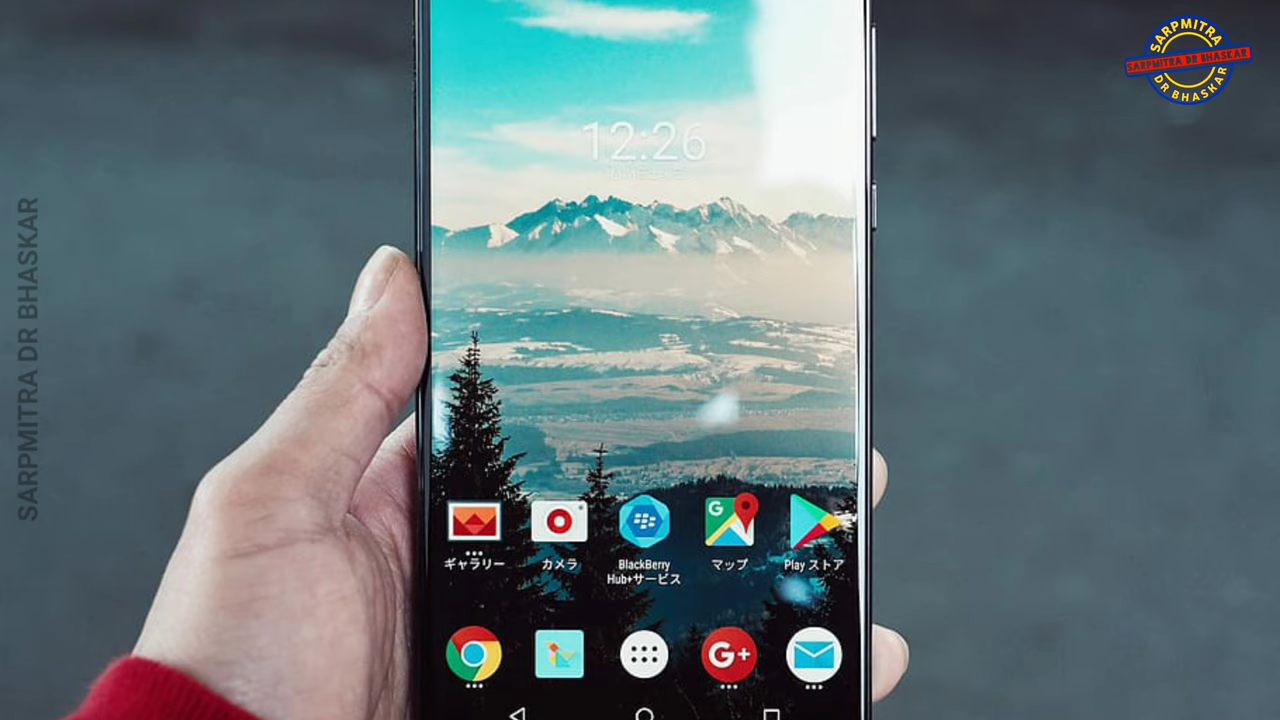 SARPMITRA
SARPMITRA DR BHASKAR
DR BHASKAR
SARPMITRA DR BHASKAR
12:26
ギャラリー
カメラ
BlackBerry
Hub+サービス
マップ
Play ストア
G
G+